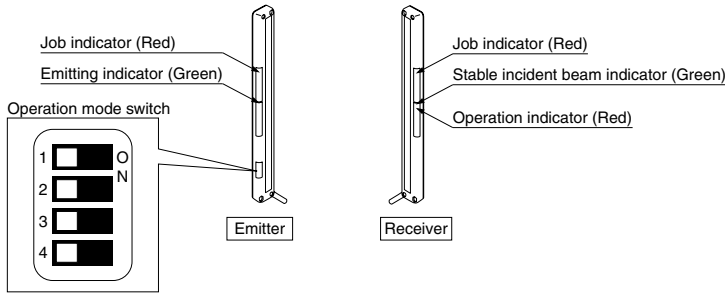 Job indicator (Red)
Emitting indicator (Green)
Operation mode switch
1
2
3
4
O
N
Emitter
Job indicator (Red)
Stable incident beam indicator (Green)
Operation indicator (Red)
Receiver